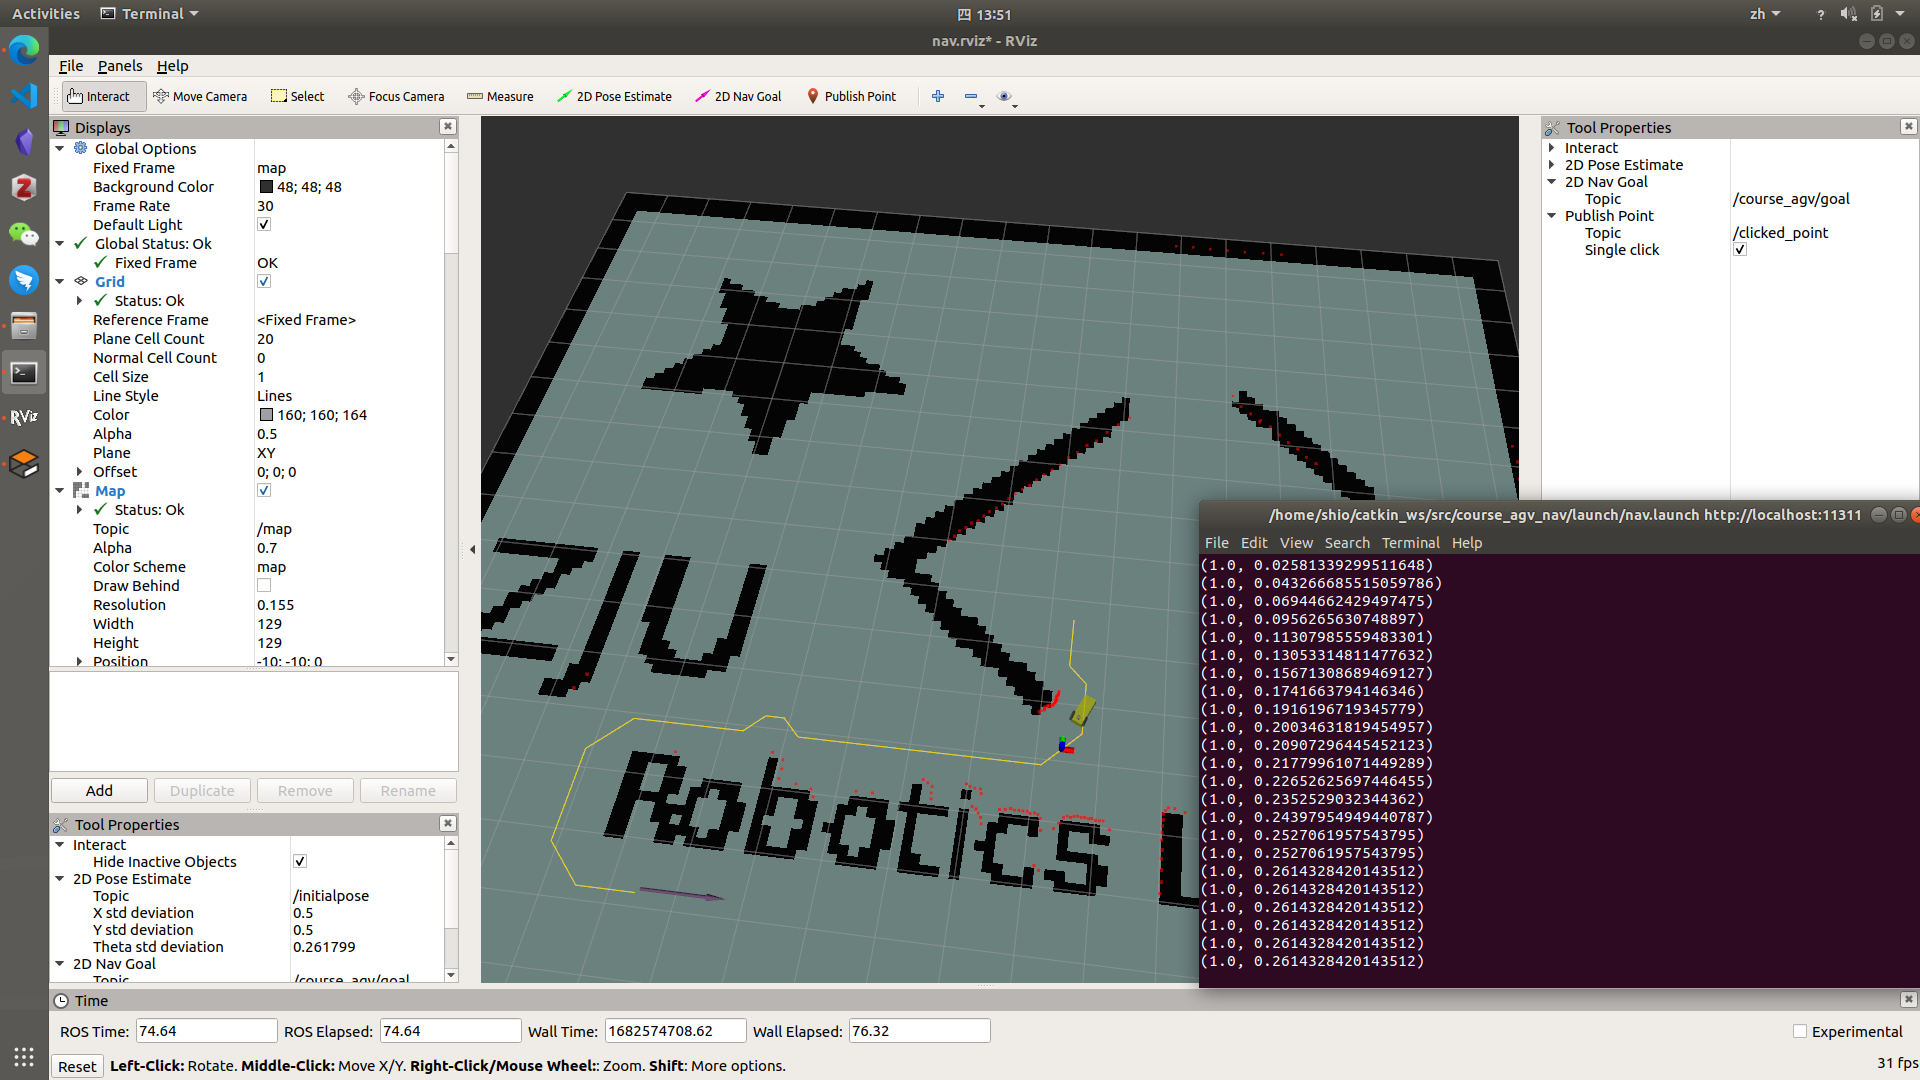 Activities Terminal 四 13:51 zh ?
nav.rviz* - RViz
File Panels Help
Interact Move Camera Select Focus Camera Measure 2D Pose Estimate 2D Nav Goal Publish Point
Displays
Global Options
Fixed Frame map
Background Color 48; 48; 48
Frame Rate 30
Default Light
Global Status: Ok
Fixed Frame OK
Grid
Status: Ok
Reference Frame <Fixed Frame>
Plane Cell Count 20
Normal Cell Count 0
Cell Size 1
Line Style Lines
Color 160; 160; 164
Alpha 0.5
Plane XY
Offset 0; 0; 0
Map
Status: Ok
Topic /map
Alpha 0.7
Color Scheme map
Draw Behind
Resolution 0.155
Width 129
Height 129
Position -10; -10; 0
Add Duplicate Remove Rename
Tool Properties
Interact
Hide Inactive Objects
2D Pose Estimate
Topic /initialpose
X std deviation 0.5
Y std deviation 0.5
Theta std deviation 0.261799
2D Nav Goal
Topic /course_agv/goal
RViz
ZJU
Robotics L
Tool Properties
Interact
2D Pose Estimate
2D Nav Goal
Topic /course_agv/goal
Publish Point
Topic /clicked_point
Single click
/home/shio/catkin_ws/src/course_agv_nav/launch/nav.launch http://localhost:11311
File Edit View Search Terminal Help
(1.0, 0.02581339299511648)
(1.0, 0.043266685515059786)
(1.0, 0.06944662429497475)
(1.0, 0.0956265630748897)
(1.0, 0.11307985559483301)
(1.0, 0.13053314811477632)
(1.0, 0.15671308689469127)
(1.0, 0.1741663794146346)
(1.0, 0.1916196719345779)
(1.0, 0.20034631819454957)
(1.0, 0.20907296445452123)
(1.0, 0.21779961071449289)
(1.0, 0.22652625697446455)
(1.0, 0.2352529032344362)
(1.0, 0.24397954949440787)
(1.0, 0.2527061957543795)
(1.0, 0.2527061957543795)
(1.0, 0.2614328420143512)
(1.0, 0.2614328420143512)
(1.0, 0.2614328420143512)
(1.0, 0.2614328420143512)
(1.0, 0.2614328420143512)
(1.0, 0.2614328420143512)
Time
ROS Time: 74.64 ROS Elapsed: 74.64 Wall Time: 1682574708.62 Wall Elapsed: 76.32 Experimental
Reset Left-Click: Rotate. Middle-Click: Move X/Y. Right-Click/Mouse Wheel:: Zoom. Shift: More options. 31 fps